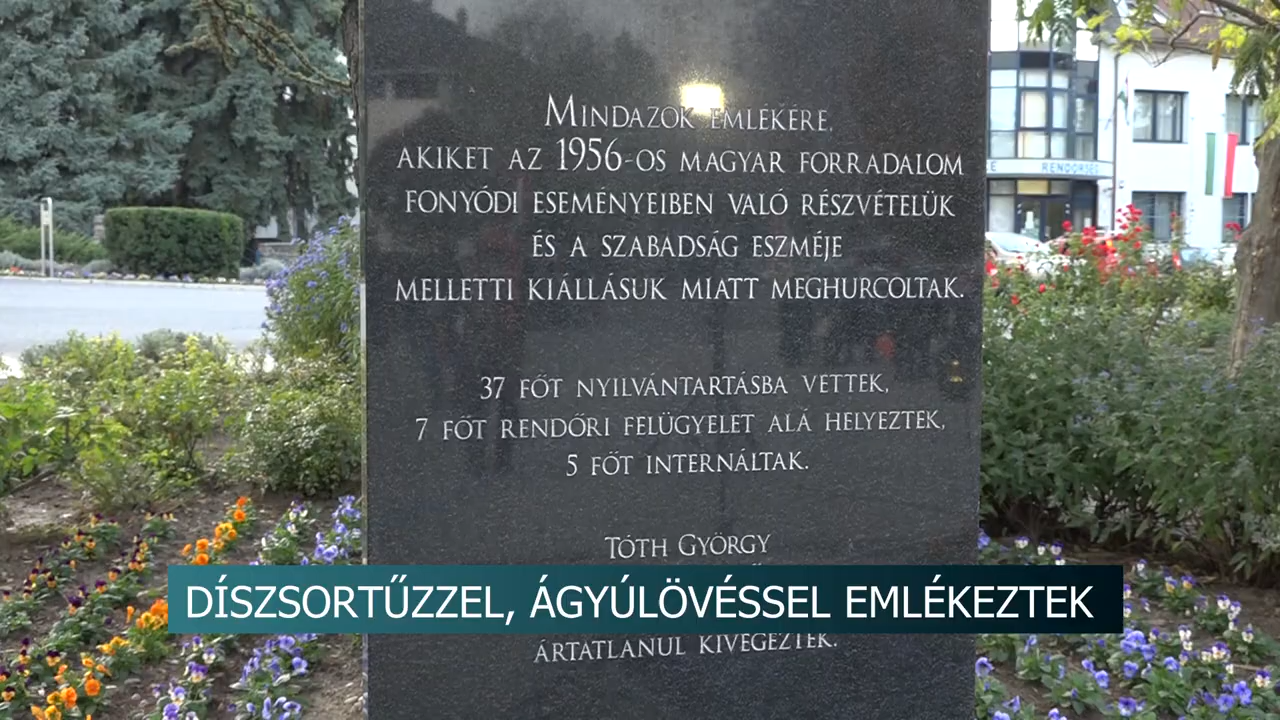 MINDAZOK EMLÉKÉRE,
AKIKET AZ 1956-OS MAGYAR FORRADALOM
FONYÓDI ESEMÉNYEIBEN VALÓ RÉSZVÉTELÜK
ÉS A SZABADSÁG ESZMÉJE
MELLETTI KIÁLLÁSUK MIATT MEGHURCOLTAK.
37 FŐT NYILVÁNTARTÁSBA VETTEK,
7 FŐT RENDŐRI FELÜGYELET ALÁ HELYEZTEK,
5 FŐT INTERNÁLTAK.
TÓTH GYÖRGY
DÍSZSORTŰZZEL, ÁGYÚLÖVÉSSEL EMLÉKEZTEK
ÁRTATLANUL KIVÉGEZTEK.
RENDŐRSÉG